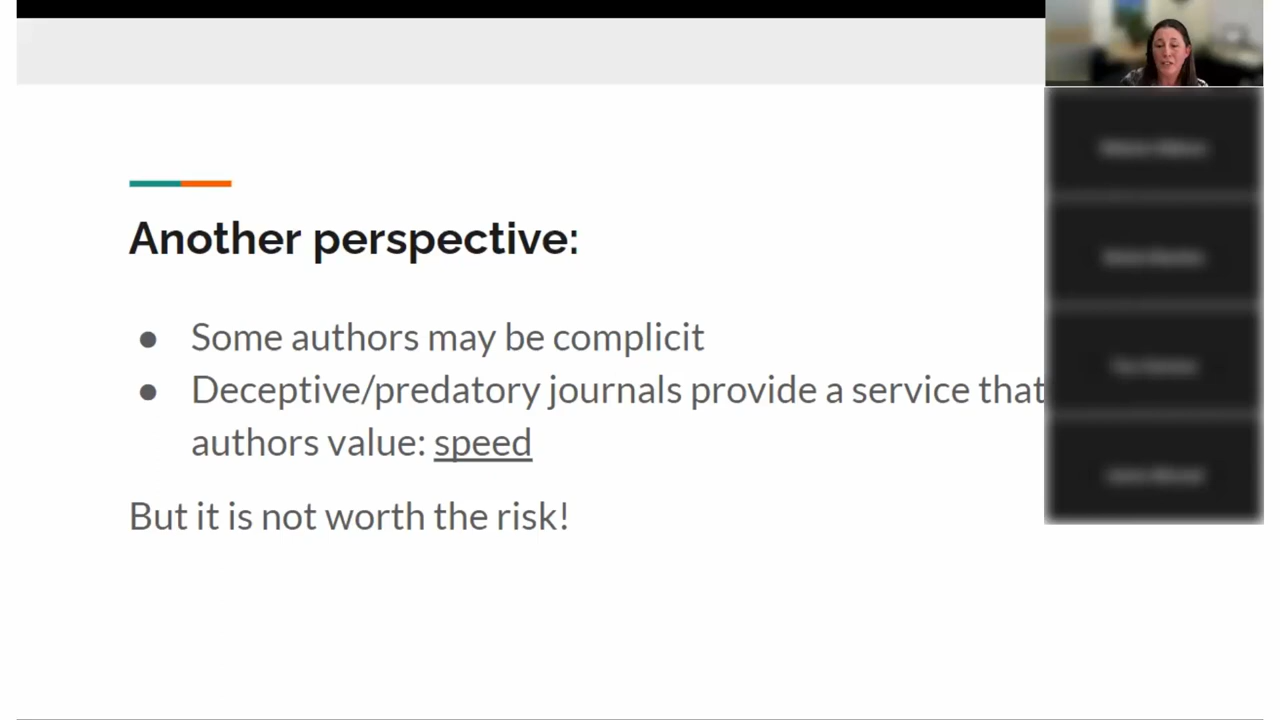 Another perspective:
● Some authors may be complicit
● Deceptive/predatory journals provide a service that
authors value: speed
But it is not worth the risk!